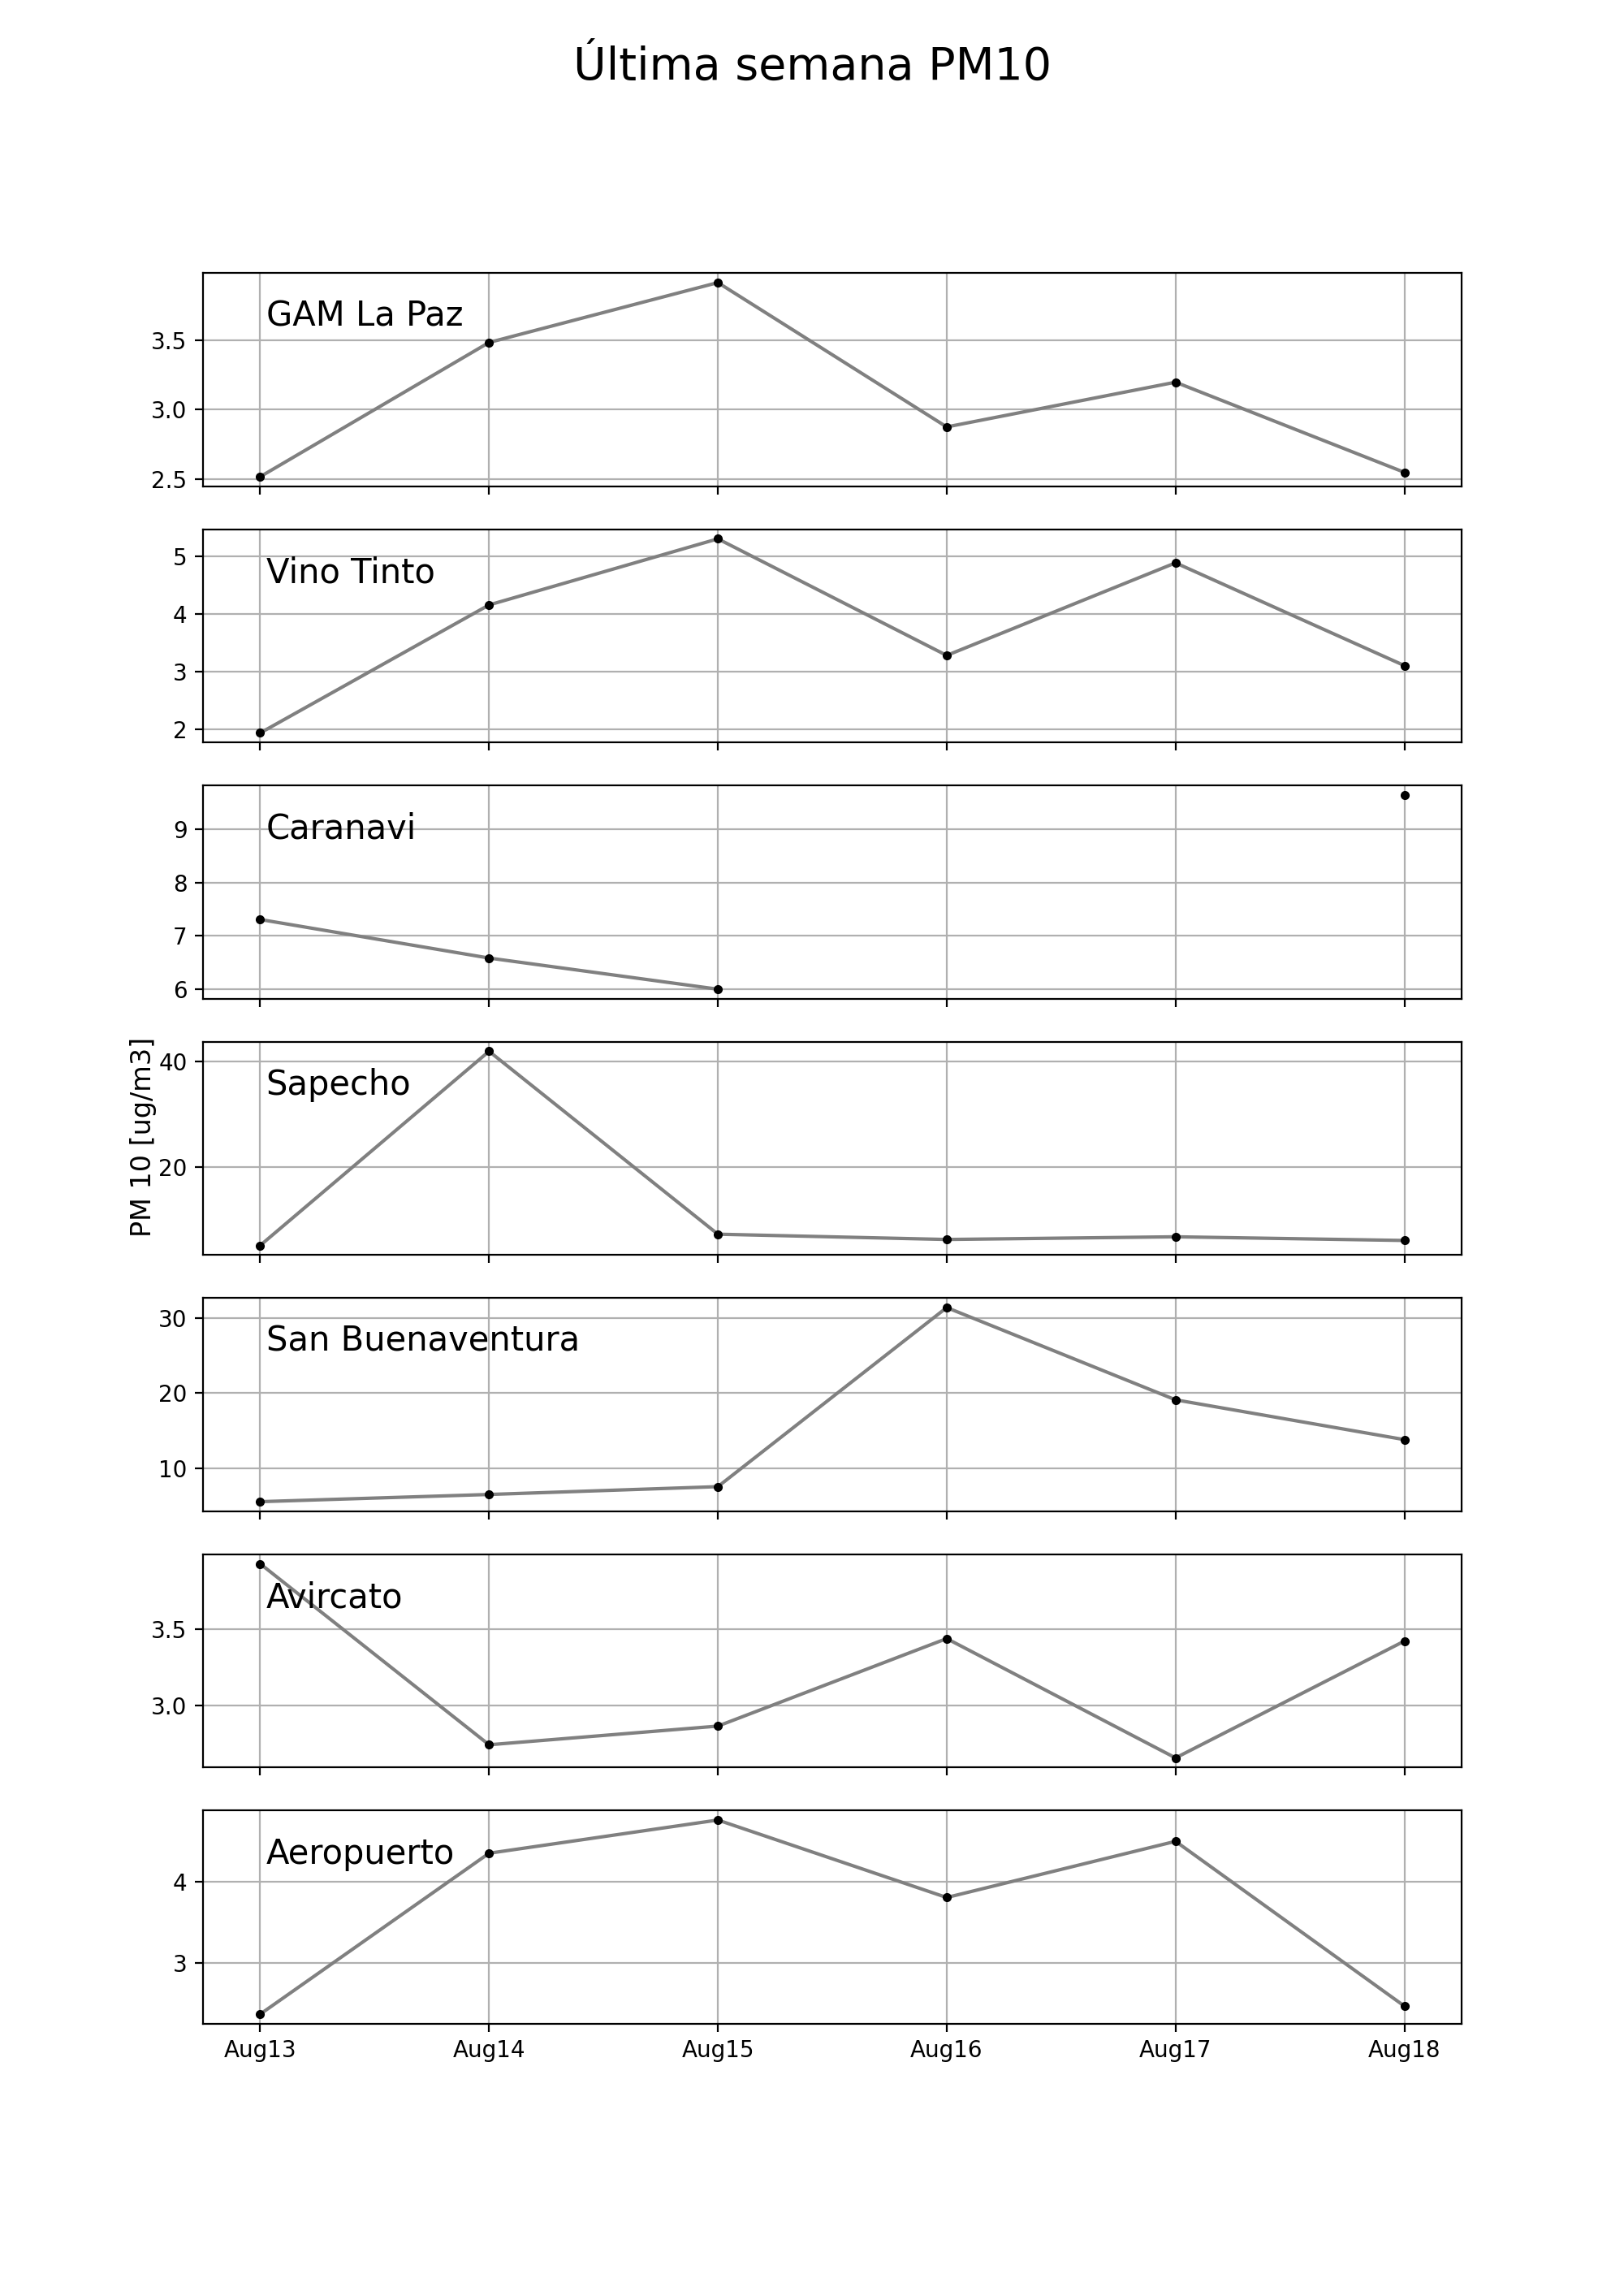 Última semana PM10
GAM La Paz
3.5
3.0
2.5
Vino Tinto
5
4
3
2
Caranavi
9
8
7
6
PM 10 [ug/m3]
Sapecho
40
20
San Buenaventura
30
20
10
Avircato
3.5
3.0
Aeropuerto
4
3
Aug13 Aug14 Aug15 Aug16 Aug17 Aug18